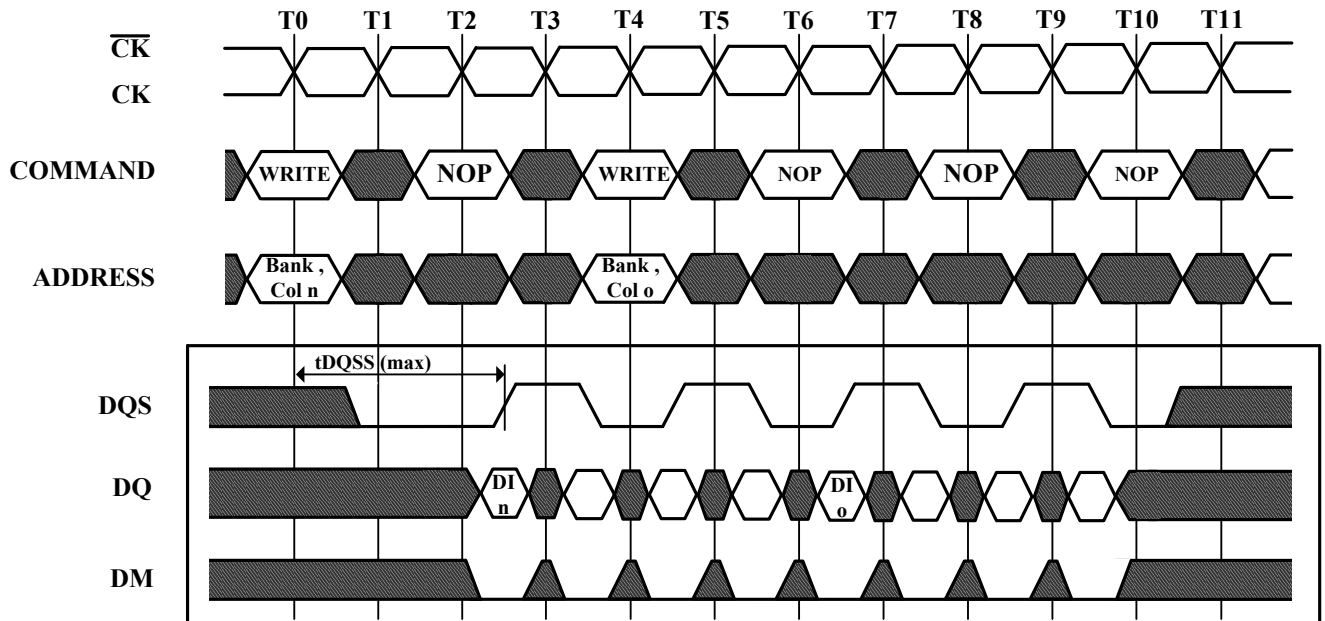 T0 T1 T2 T3 T4 T5 T6 T7 T8 T9 T10 T11
CK
CK
COMMAND WRITE NOP WRITE NOP NOP NOP
ADDRESS Bank , Col n Bank , Col o
tDQSS (max)
DQS
DQ DI n DI o
DM